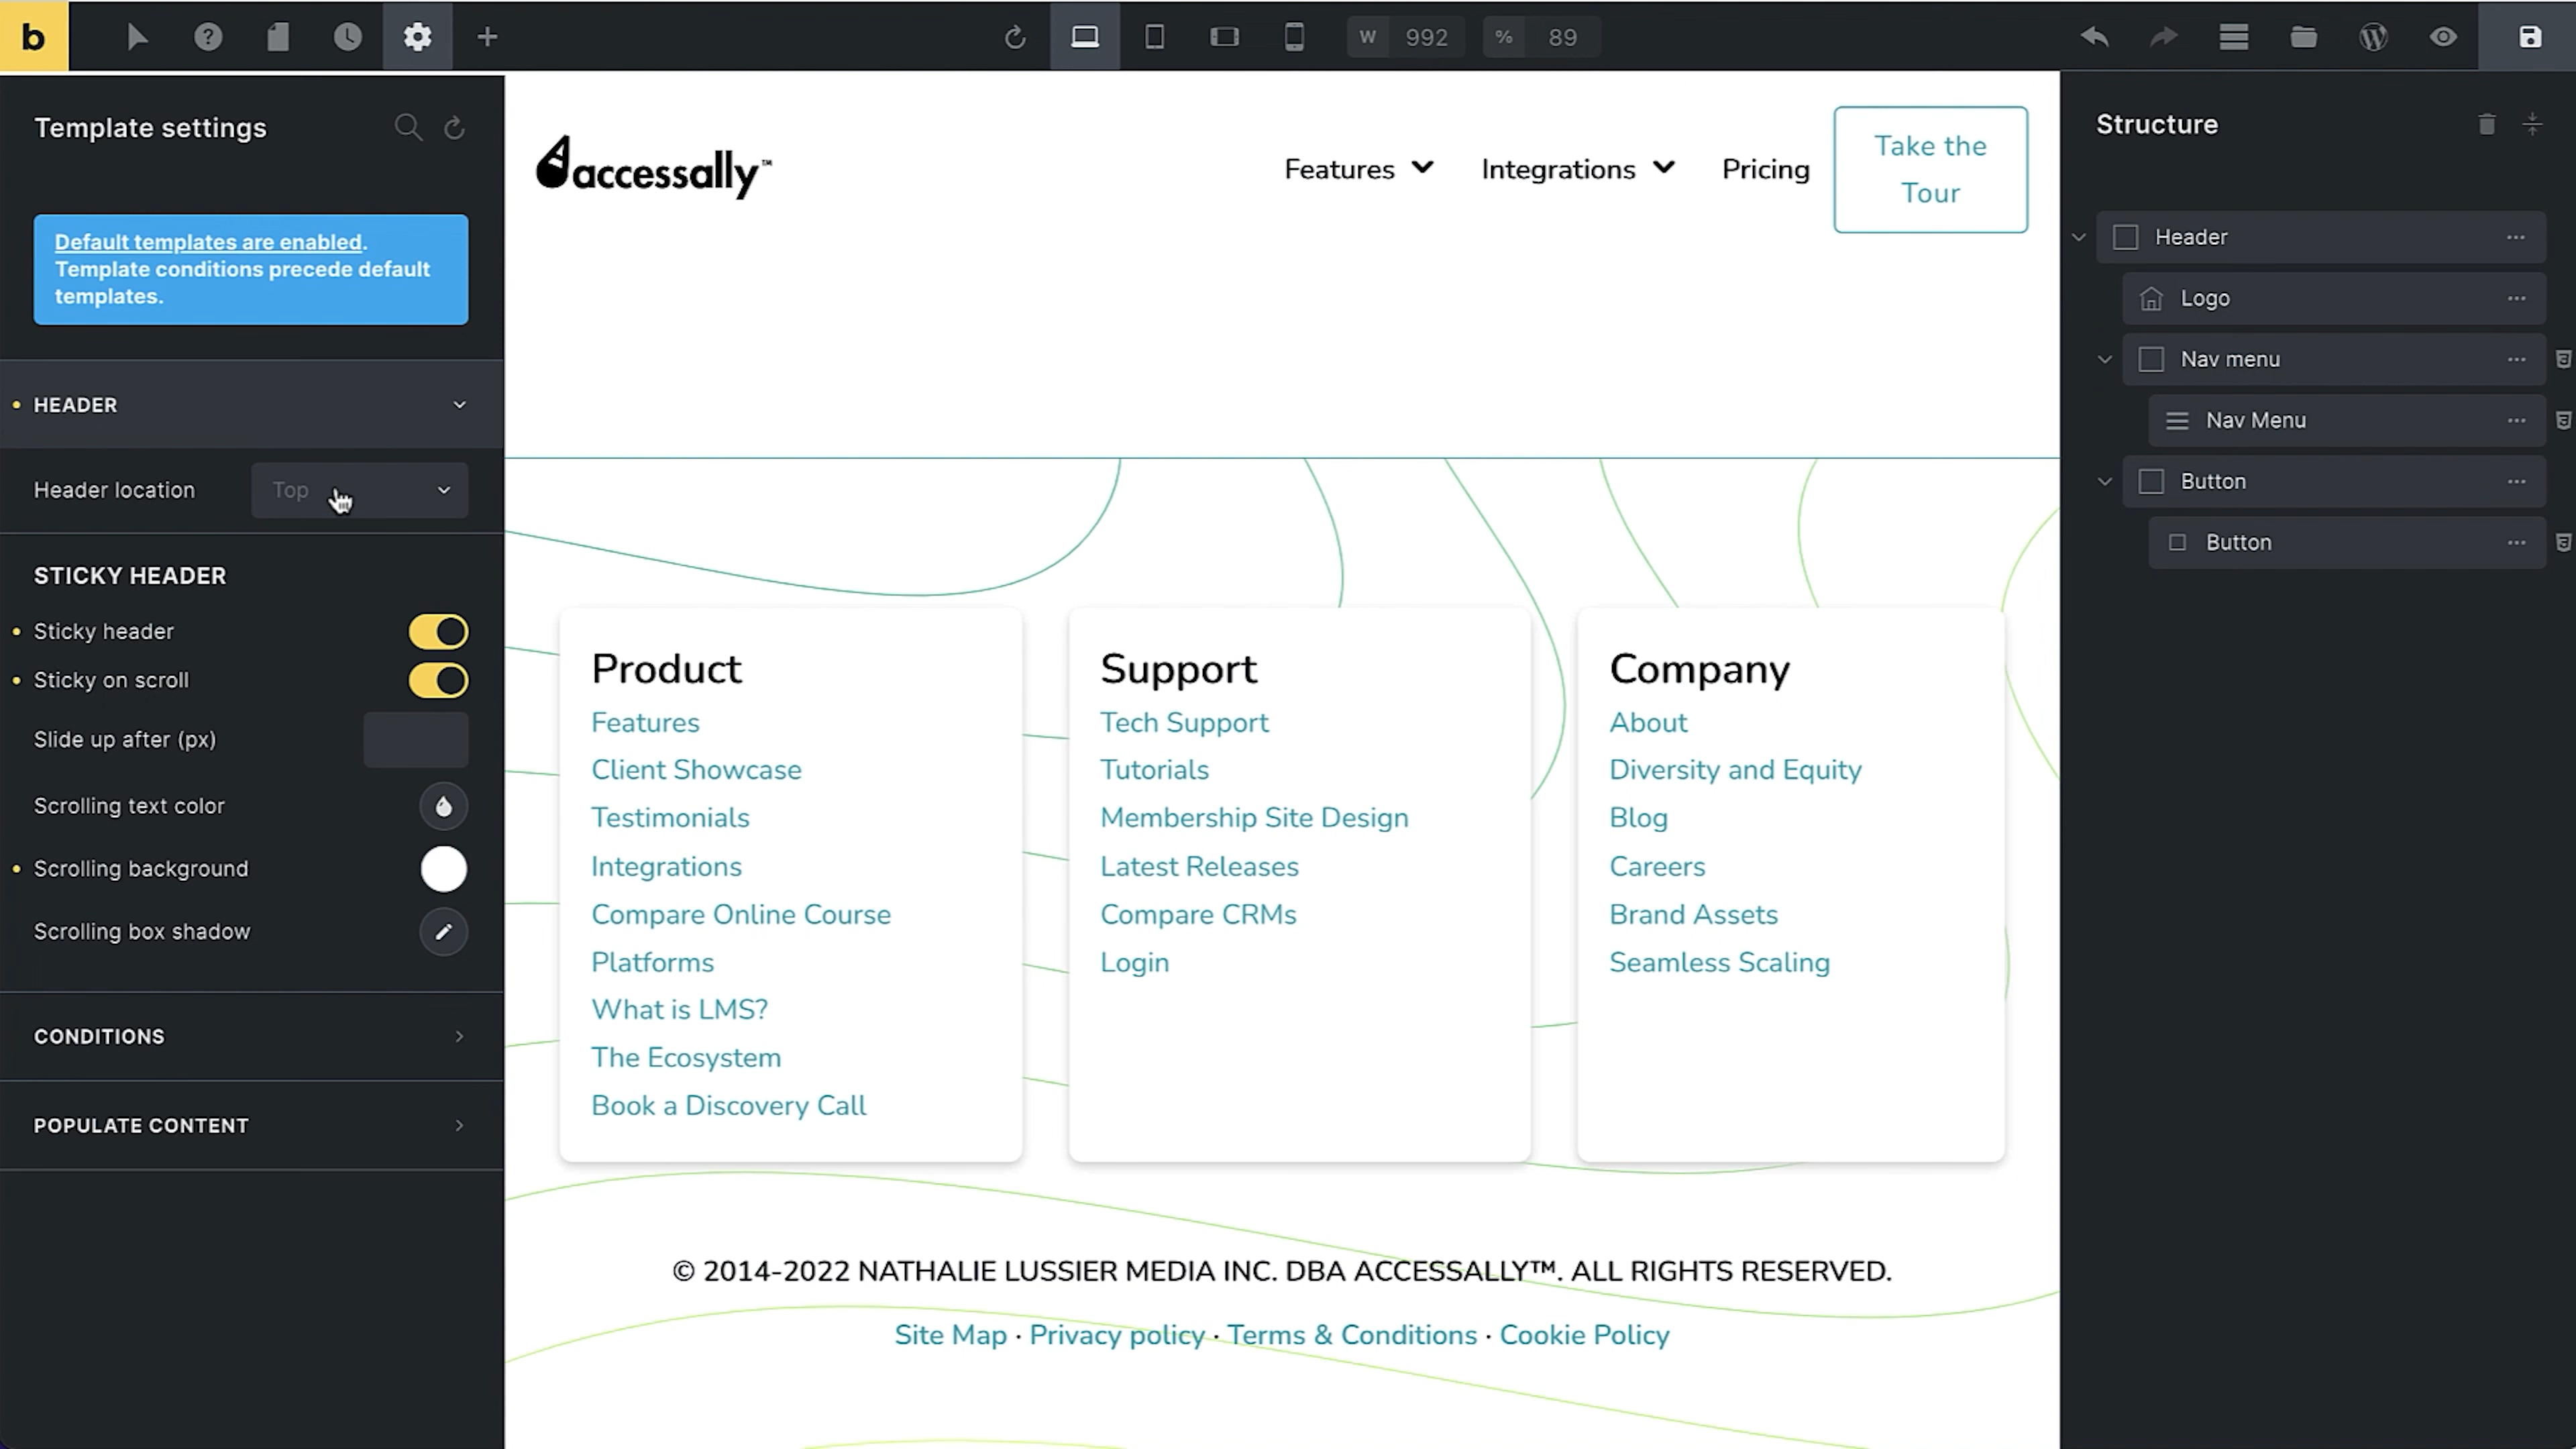 b
W 992
% 89
Template settings
Default templates are enabled.
Template conditions precede default
templates.
HEADER
Header location
Top
STICKY HEADER
Sticky header
Sticky on scroll
Slide up after (px)
Scrolling text color
Scrolling background
Scrolling box shadow
CONDITIONS
POPULATE CONTENT
accessally™
Features
Integrations
Pricing
Take the
Tour
Product
Features
Client Showcase
Testimonials
Integrations
Compare Online Course
Platforms
What is LMS?
The Ecosystem
Book a Discovery Call
Support
Tech Support
Tutorials
Membership Site Design
Latest Releases
Compare CRMs
Login
Company
About
Diversity and Equity
Blog
Careers
Brand Assets
Seamless Scaling
© 2014-2022 NATHALIE LUSSIER MEDIA INC. DBA ACCESSALLY™. ALL RIGHTS RESERVED.
Site Map · Privacy policy · Terms & Conditions · Cookie Policy
Structure
Header
Logo
Nav menu
Nav Menu
Button
Button